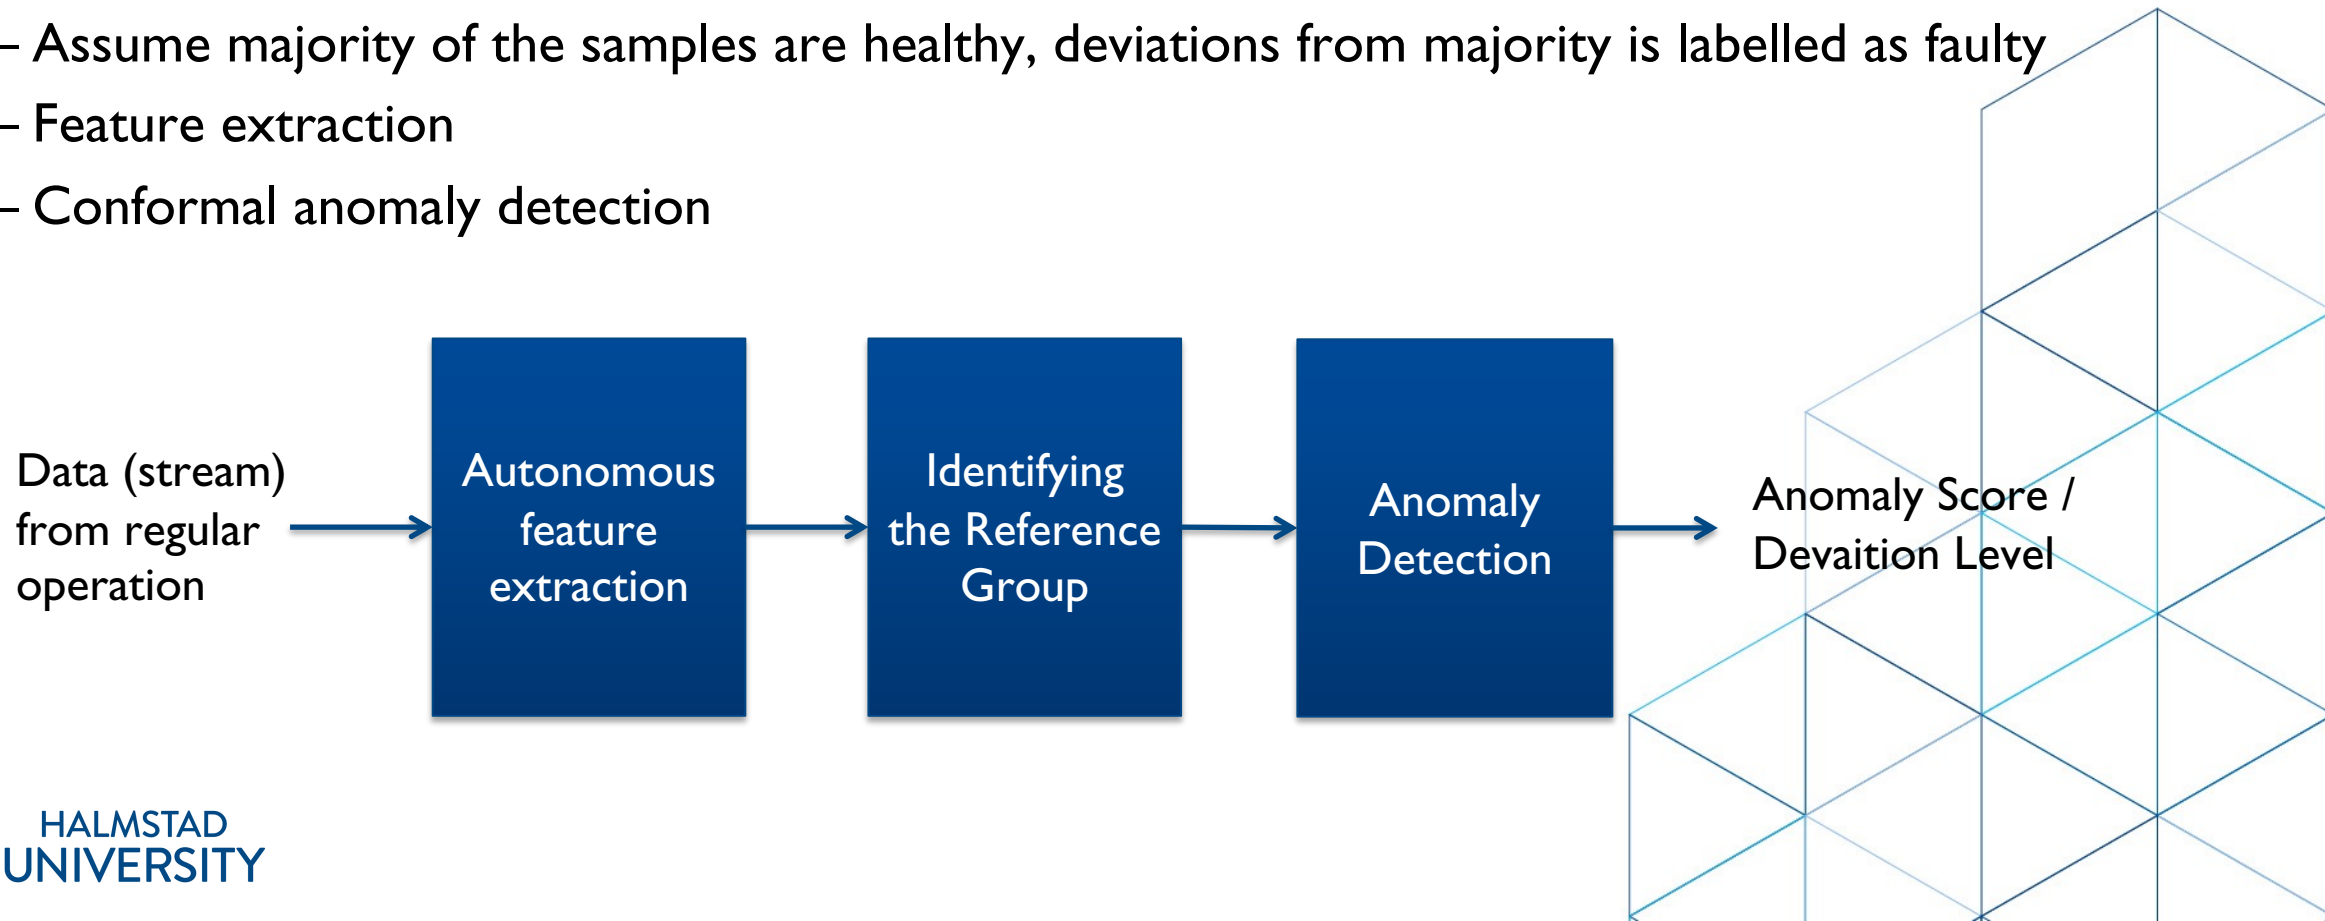 – Assume majority of the samples are healthy, deviations from majority is labelled as faulty
– Feature extraction
– Conformal anomaly detection
Data (stream)
from regular
operation
Autonomous
feature
extraction
Identifying
the Reference
Group
Anomaly
Detection
Anomaly Score /
Devaition Level
HALMSTAD
UNIVERSITY